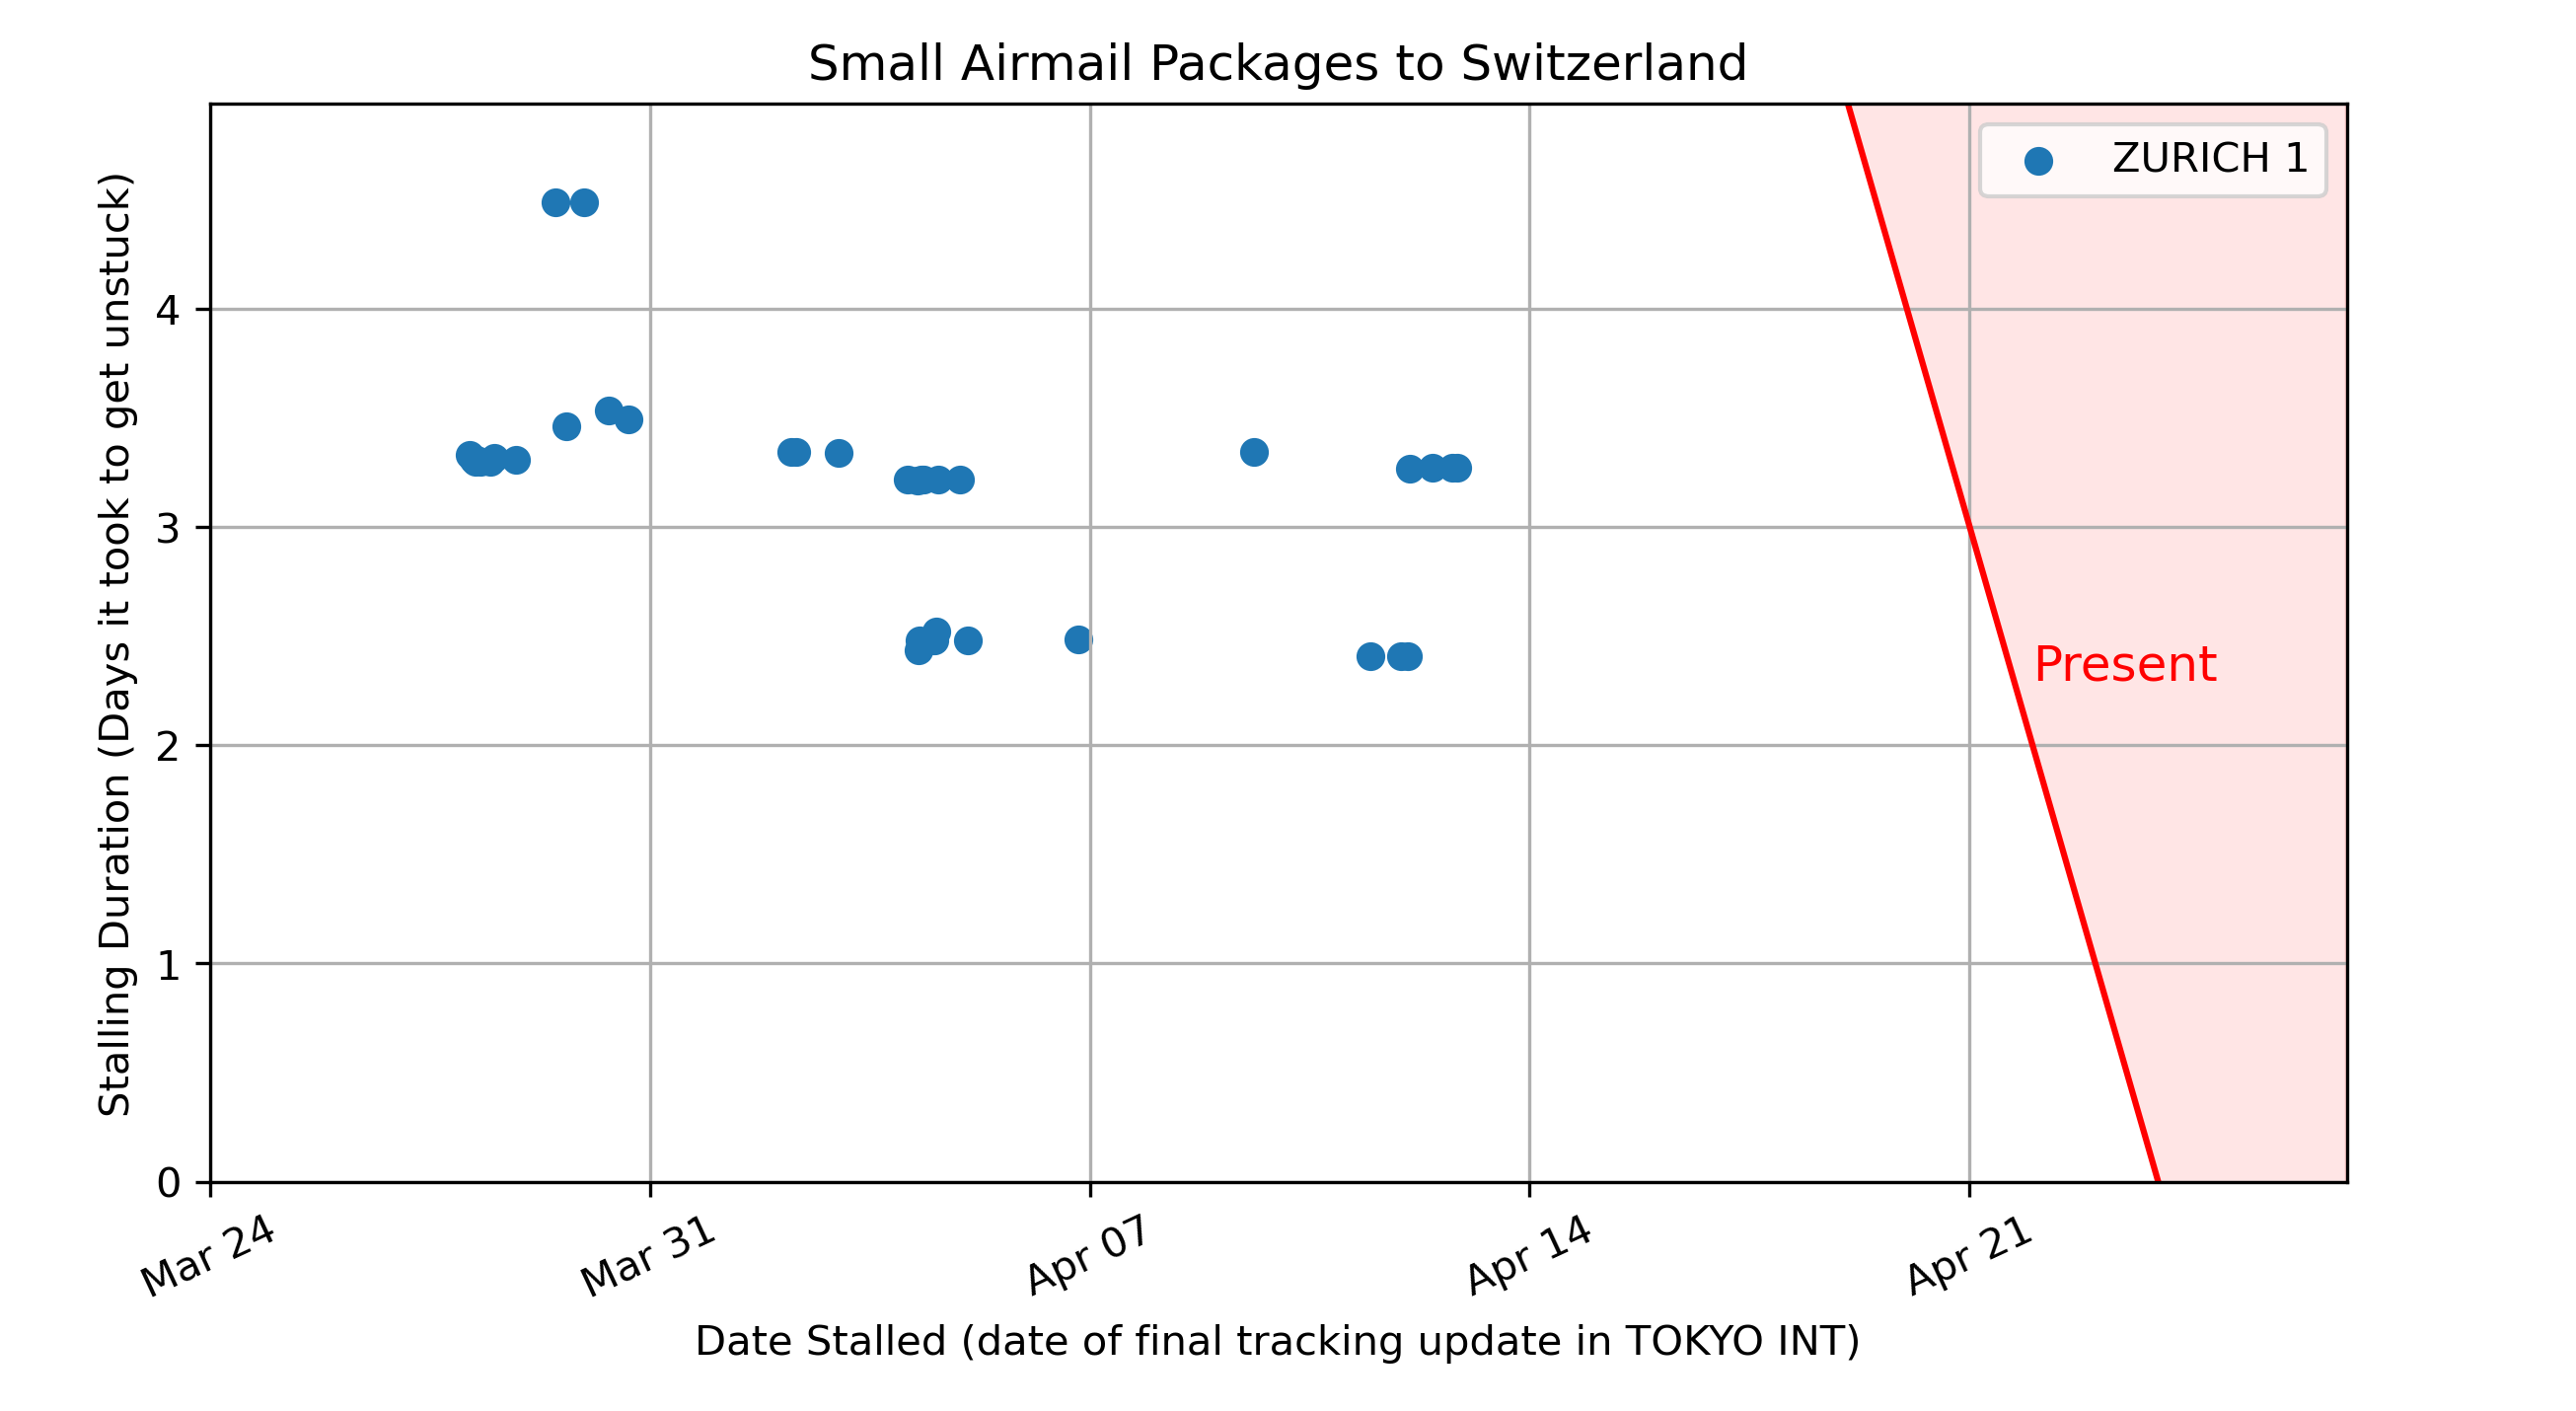 Small Airmail Packages to Switzerland
Stalling Duration (Days it took to get unstuck)
4
3
2
1
0
ZURICH 1
Present
Mar 24
Mar 31
Apr 07
Apr 14
Apr 21
Date Stalled (date of final tracking update in TOKYO INT)